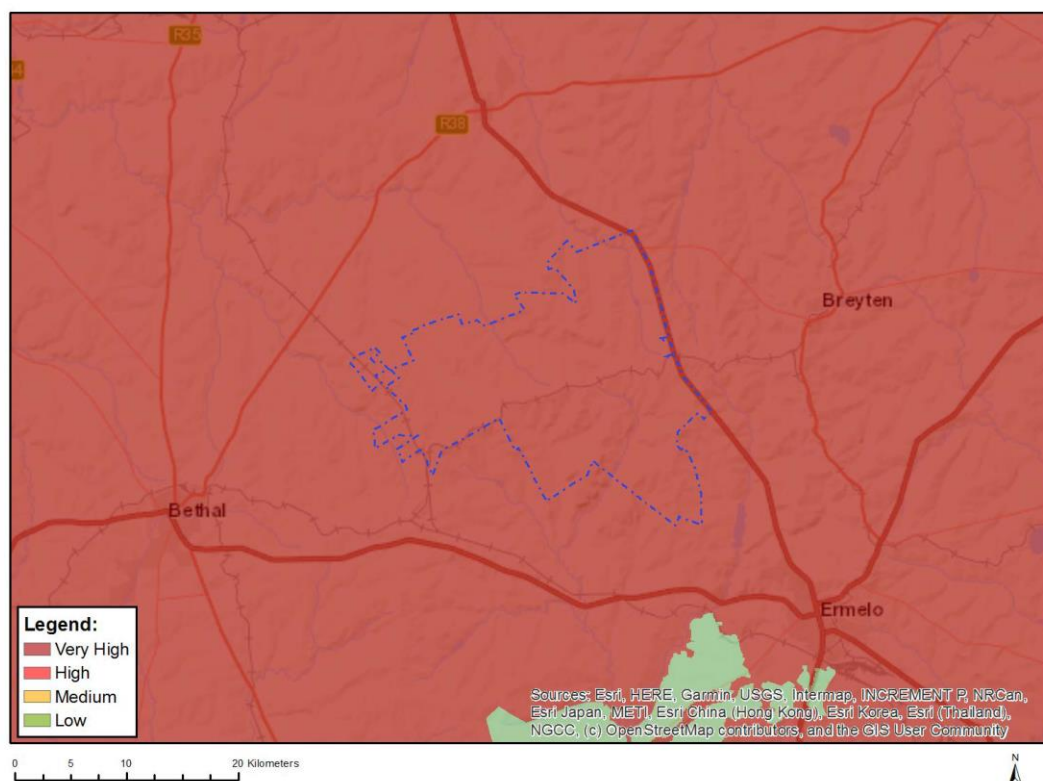 R35
4
R38
Breyten
Bethal
Ermelo
Legend:
Very High
High
Medium
Low
Sources: Esri, HERE, Garmin, USGS, Intermap, INCREMENT P, NRCan,
Esri Japan, METI, Esri China (Hong Kong), Esri Korea, Esri (Thailand),
NGCC, (c) OpenStreetMap contributors, and the GIS User Community
0 5 10 20 Kilometers
N